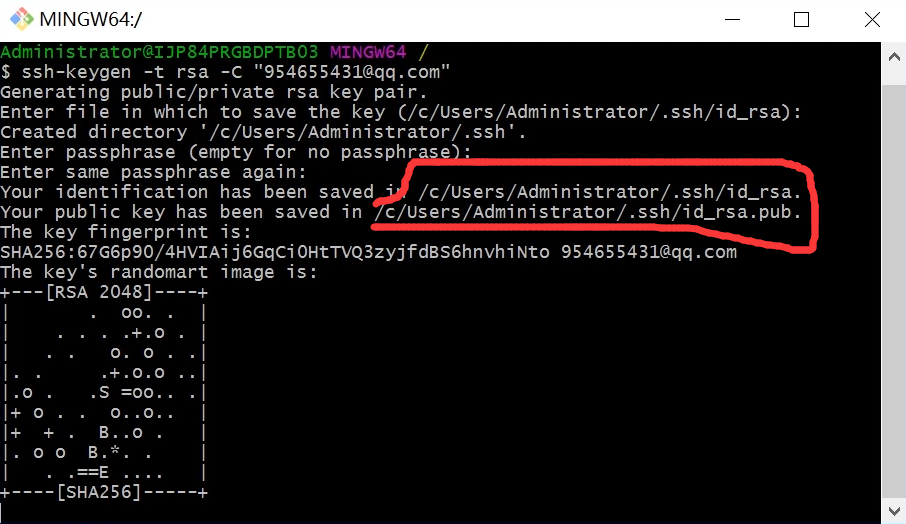 MINGW64:/
Administrator@IJP84PRGBDPTBO3 MINGW64 /
$ ssh-keygen -t rsa -C "954655431@qq.com"
Generating public/private rsa key pair.
Enter file in which to save the key (/c/Users/Administrator/.ssh/id_rsa):
Created directory '/c/Users/Administrator/.ssh'.
Enter passphrase (empty for no passphrase):
Enter same passphrase again:
Your identification has been saved in /c/Users/Administrator/.ssh/id_rsa.
Your public key has been saved in /c/Users/Administrator/.ssh/id_rsa.pub.
The key fingerprint is:
SHA256:67G6p90/4HVIAij6GqCi0HtTVQ3zyjfdBS6hnvhiNto 954655431@qq.com
The key's randomart image is:
+---[RSA 2048]----+
|       .  oo. .  |
|    . . . .+.o . |
|   . .   o. o . .|
|. .     .+.o.o ..|
|.o .   .S =oo.. .|
|+ o . .  o..o..  |
|+  + .  B..o .   |
|. o o  B.*. .    |
|   . .==E ....   |
+----[SHA256]-----+